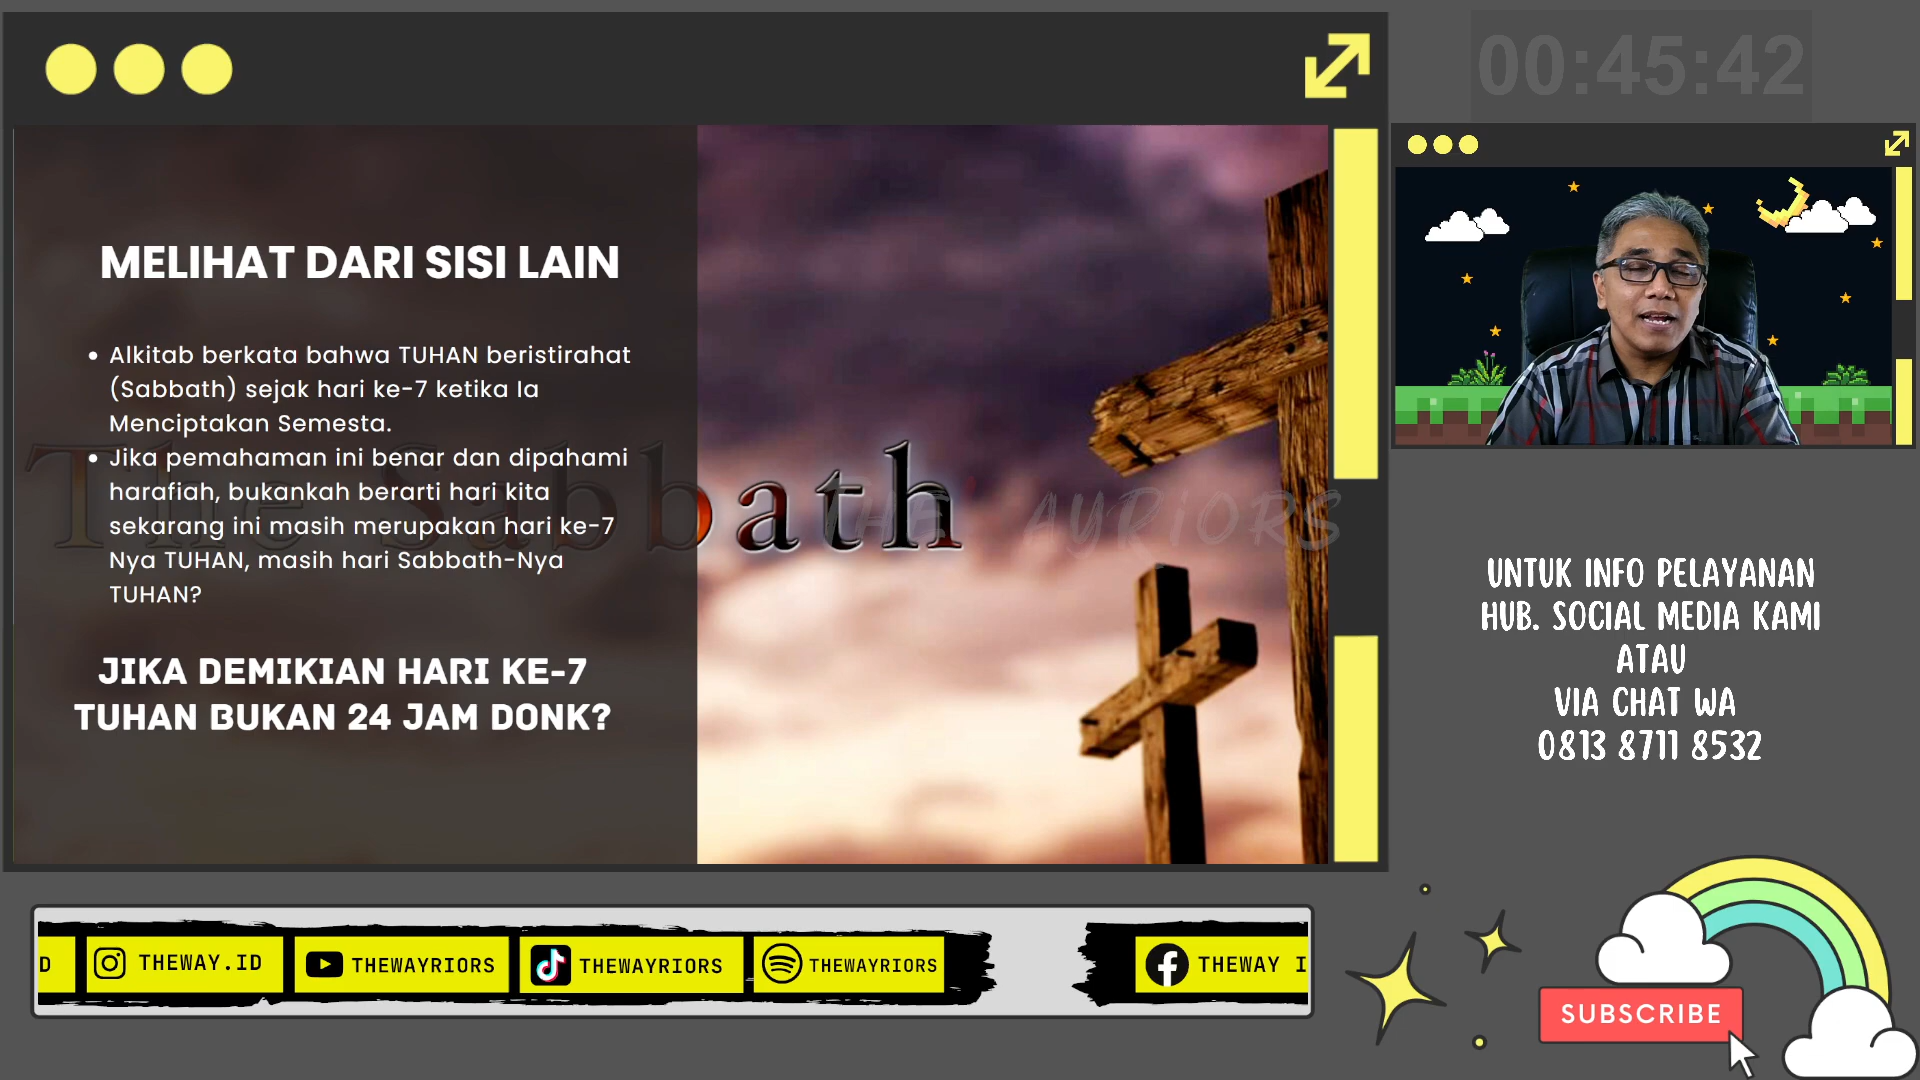 00:45:42
MELIHAT DARI SISI LAIN
• Alkitab berkata bahwa TUHAN beristirahat
(Sabbath) sejak hari ke-7 ketika Ia
Menciptakan Semesta.
• Jika pemahaman ini benar dan dipahami
harafiah, bukankah berarti hari kita
sekarang ini masih merupakan hari ke-7
Nya TUHAN, masih hari Sabbath-Nya
TUHAN?
The Sabbath
THE AYRIORS
JIKA DEMIKIAN HARI KE-7
TUHAN BUKAN 24 JAM DONK?
UNTUK INFO PELAYANAN
HUB. SOCIAL MEDIA KAMI
ATAU
VIA CHAT WA
0813 8711 8532
D
THEWAY.ID
THEWAYRIORS
THEWAYRIORS
THEWAYRIORS
THEWAY I
SUBSCRIBE